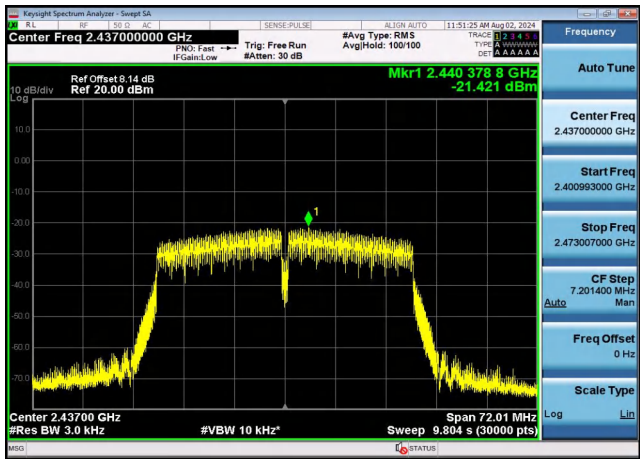 Keysight Spectrum Analyzer - Swept SA
RL RF 50 Ω AC SENSE:PULSE ALIGN AUTO 11:51:25 AM Aug 02, 2024
Center Freq 2.437000000 GHz
PNO: Fast
IFGain:Low
Trig: Free Run
#Atten: 30 dB
#Avg Type: RMS
Avg|Hold: 100/100
TRACE 1 2 3 4 5 6
TYPE A WWWWW
DET A A A A A A
Mkr1 2.440 378 8 GHz
-21.421 dBm
Ref Offset 8.14 dB
10 dB/div Ref 20.00 dBm
Log
10.0
0.00
-10.0
-20.0
-30.0
-40.0
-50.0
-60.0
-70.0
1
Center 2.43700 GHz Span 72.01 MHz
#Res BW 3.0 kHz #VBW 10 kHz* Sweep 9.804 s (30000 pts)
MSG STATUS
Frequency
Auto Tune
Center Freq
2.437000000 GHz
Start Freq
2.400993000 GHz
Stop Freq
2.473007000 GHz
CF Step
7.201400 MHz
Auto Man
Freq Offset
0 Hz
Scale Type
Log Lin